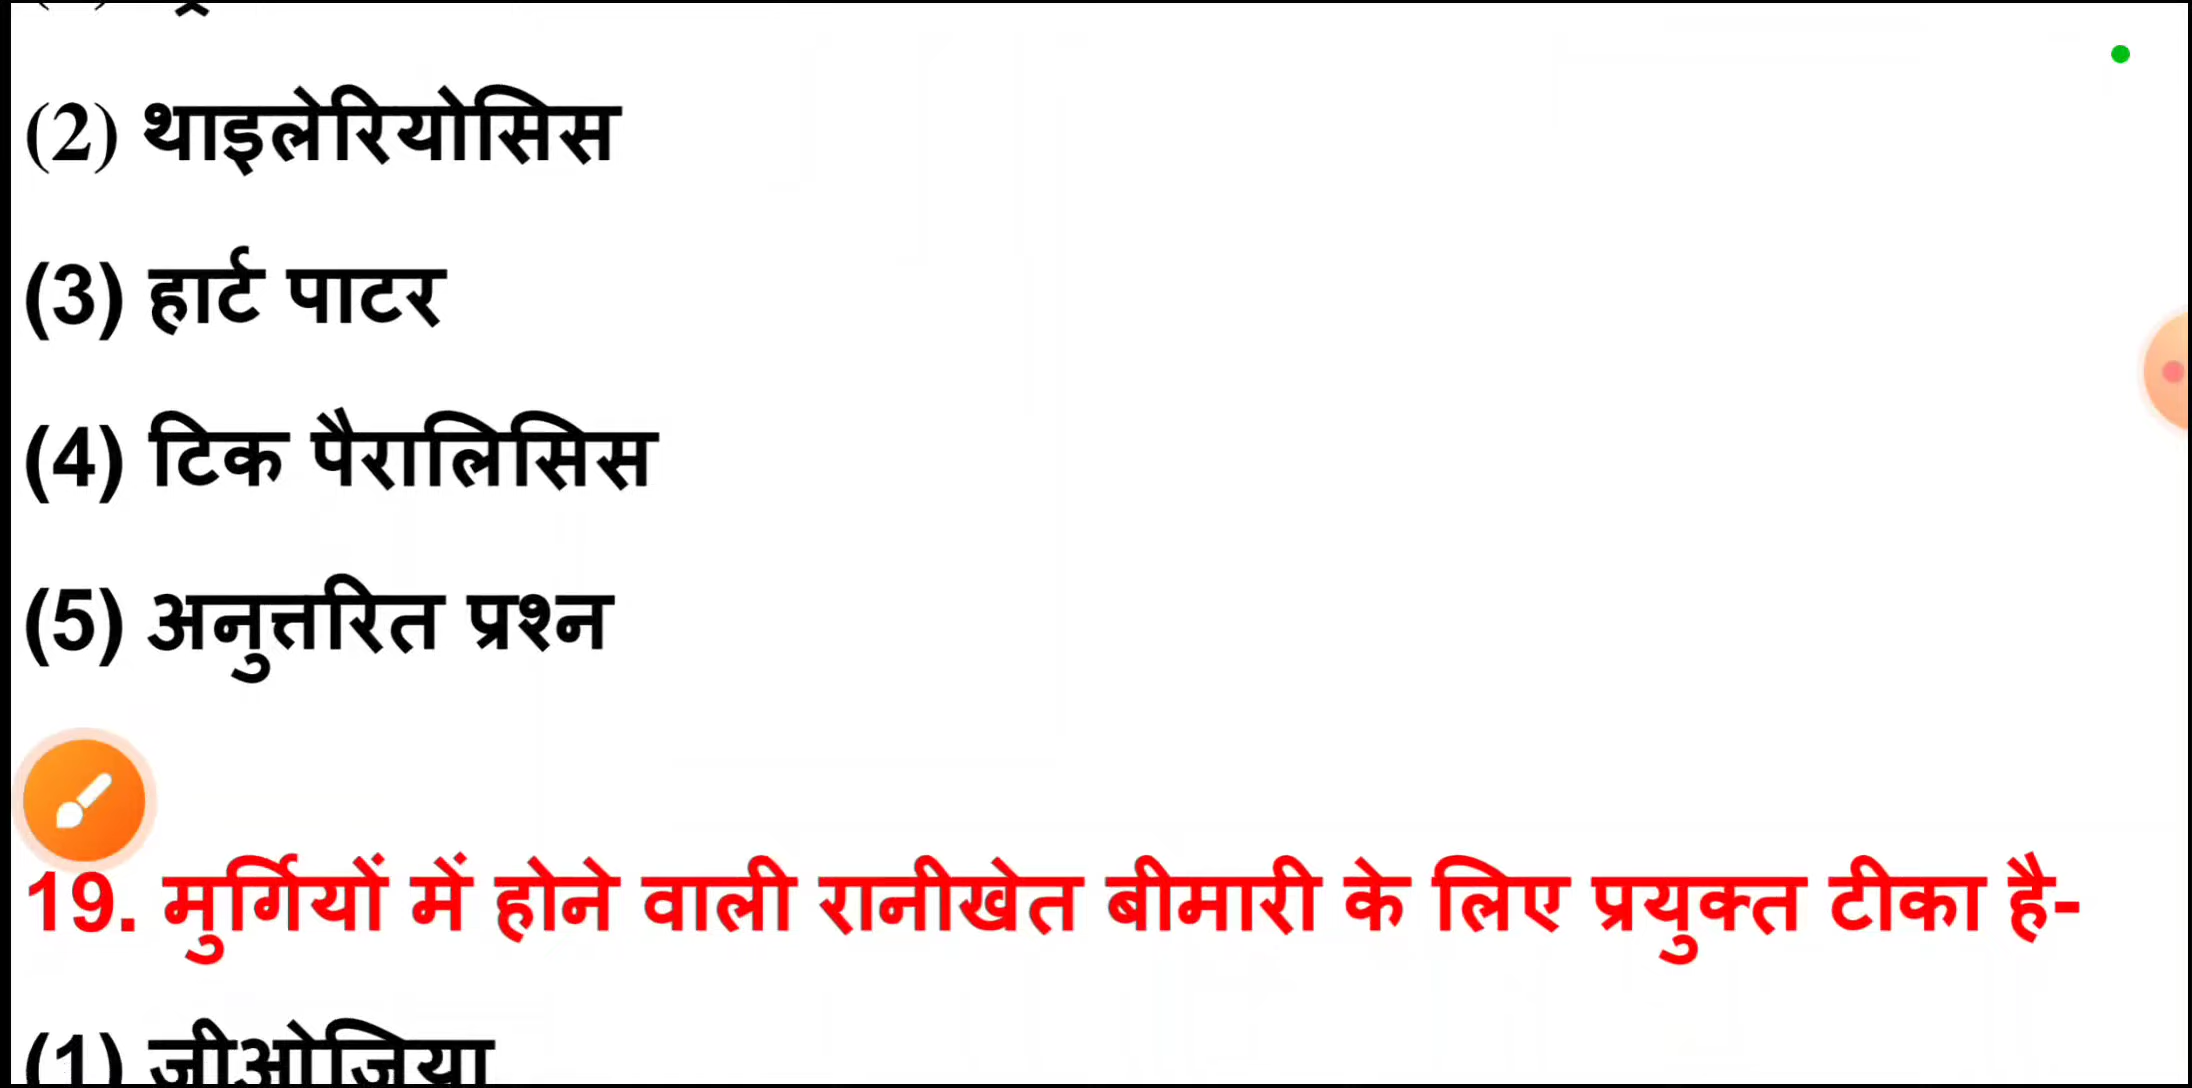 (2) थाइलेरियोसिस
(3) हार्ट पाटर
(4) टिक पैरालिसिस
(5) अनुत्तरित प्रश्न
19. मुर्गियों में होने वाली रानीखेत बीमारी के लिए प्रयुक्त टीका है-
(1) जीओजिया